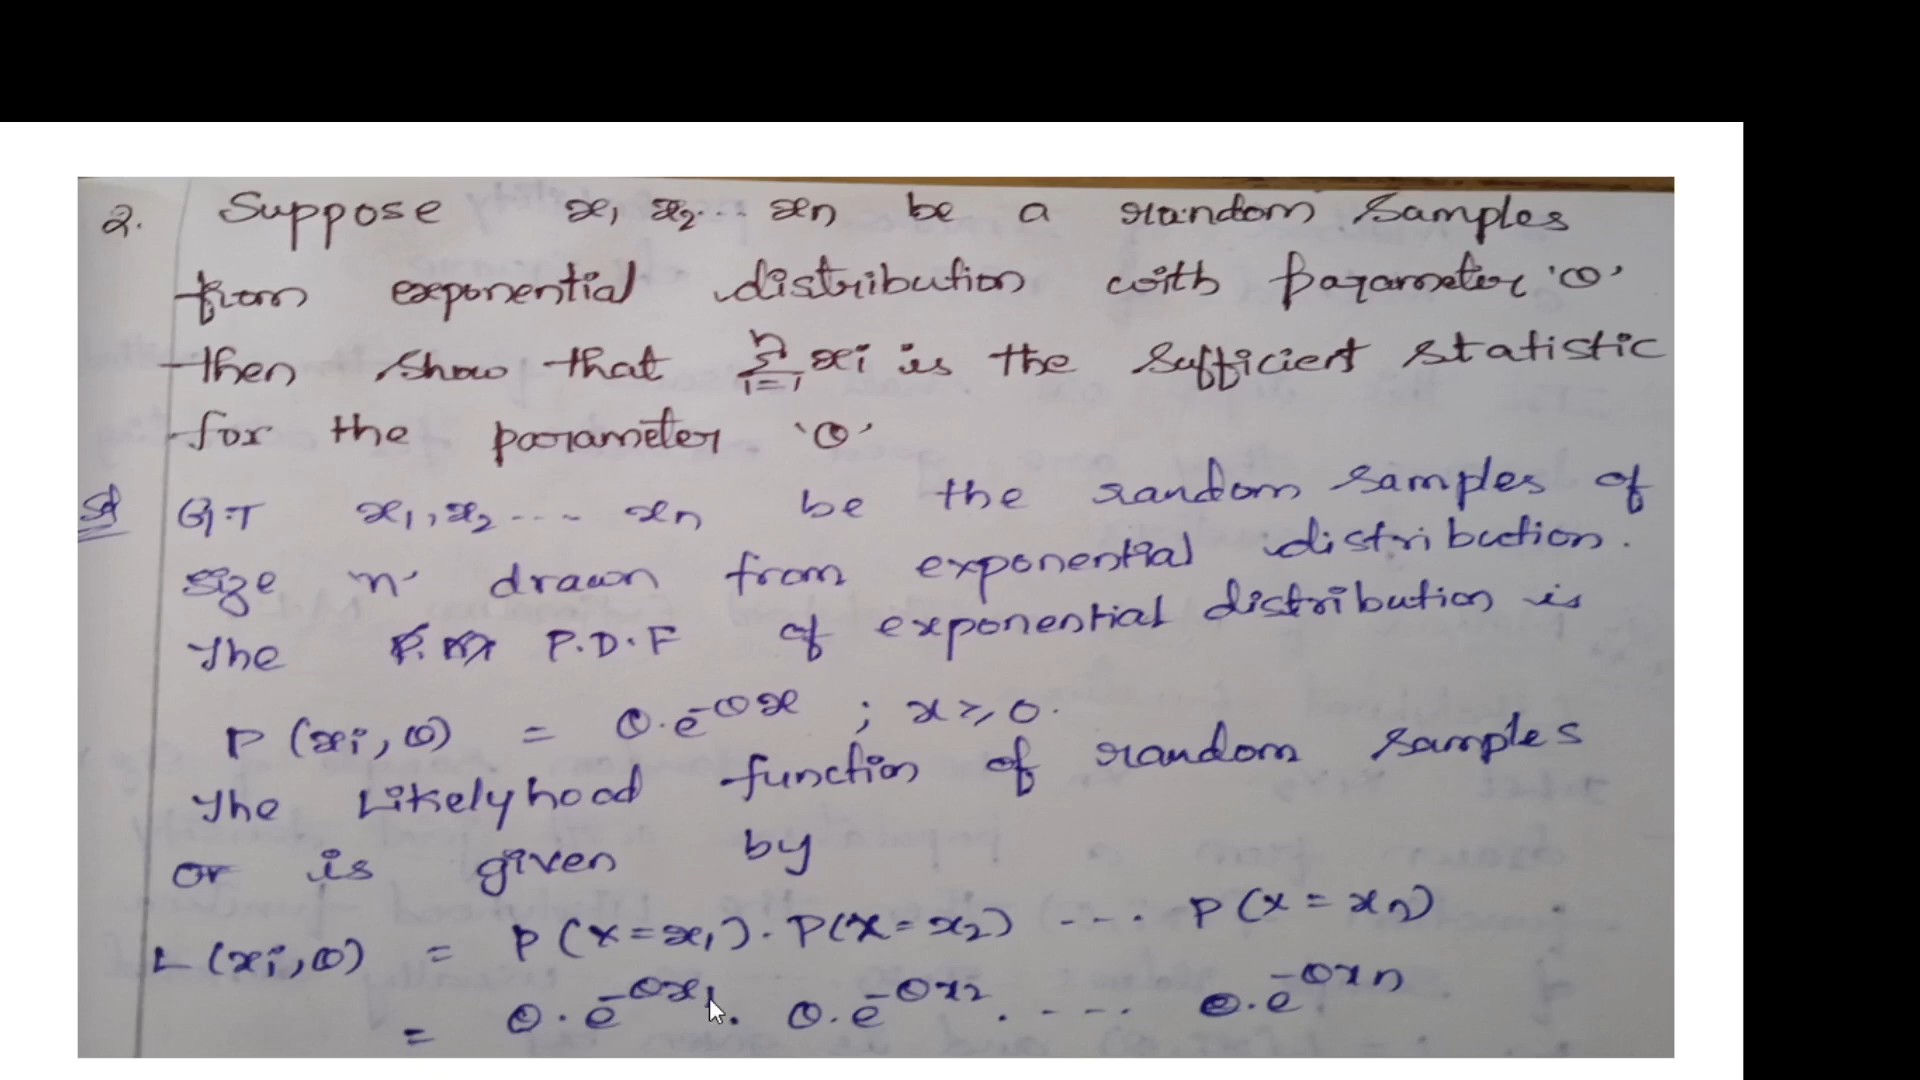 2. Suppose x₁ x₂... xn be a random samples
from exponential distribution with parameter 'θ'
then show that Σⁿᵢ₌₁ xi is the sufficient statistic
for the parameter 'θ'
Sol G.T x₁, x₂ ... xn be the random samples of
size 'n' drawn from exponential distribution.
The P.D.F of exponential distribution is
P (xi, θ) = θ.e^-θx ; x ≥ 0.
The Likelyhood function of random samples
or is given by
L (xi, θ) = P (X = x₁). P(X = x₂) .... P (X = xn)
= θ. e^-θx₁. θ.e^-θx₂. .... θ.e^-θxn